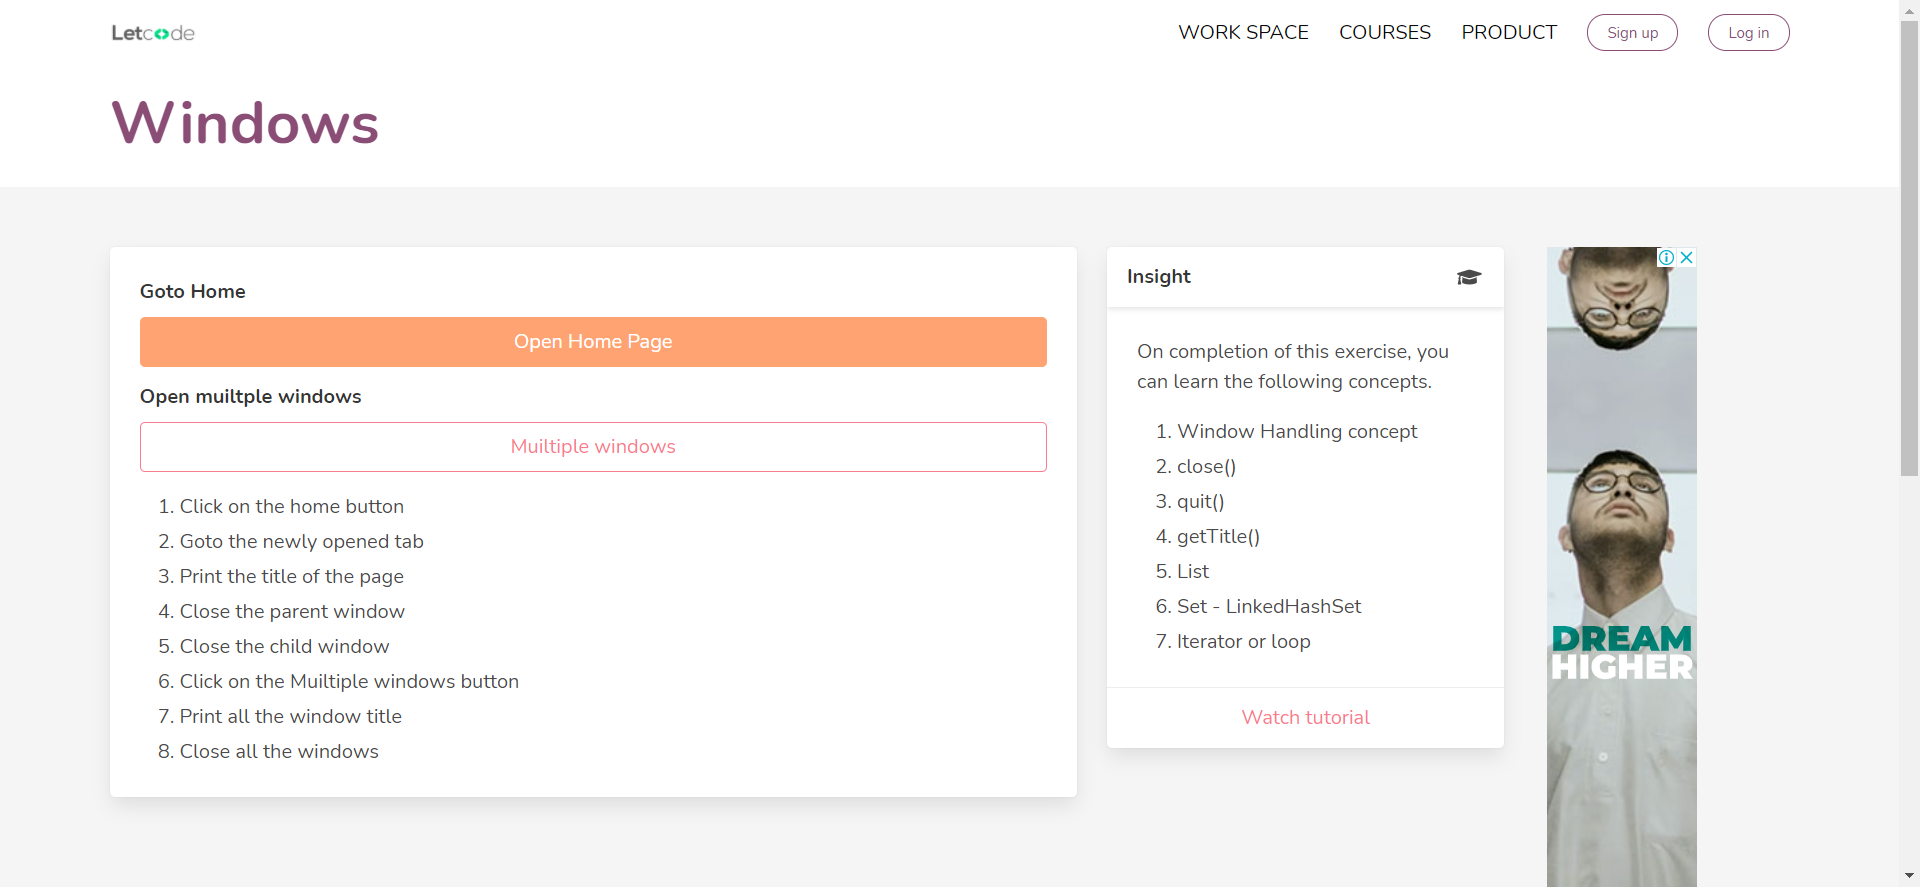 Letcode
WORK SPACE
COURSES
PRODUCT
Sign up
Log in
Windows
Goto Home
Open Home Page
Open muiltple windows
Muiltiple windows
1. Click on the home button
2. Goto the newly opened tab
3. Print the title of the page
4. Close the parent window
5. Close the child window
6. Click on the Muiltiple windows button
7. Print all the window title
8. Close all the windows
Insight
On completion of this exercise, you
can learn the following concepts.
1. Window Handling concept
2. close()
3. quit()
4. getTitle()
5. List
6. Set - LinkedHashSet
7. Iterator or loop
Watch tutorial
DREAM
HIGHER